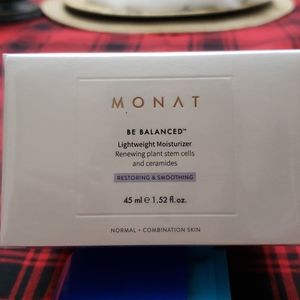 MONAT
BE BALANCED™
Lightweight Moisturizer
Renewing plant stem cells
and ceramides
RESTORING & SMOOTHING
45 ml ℮ 1.52 fl.oz.
NORMAL + COMBINATION SKIN